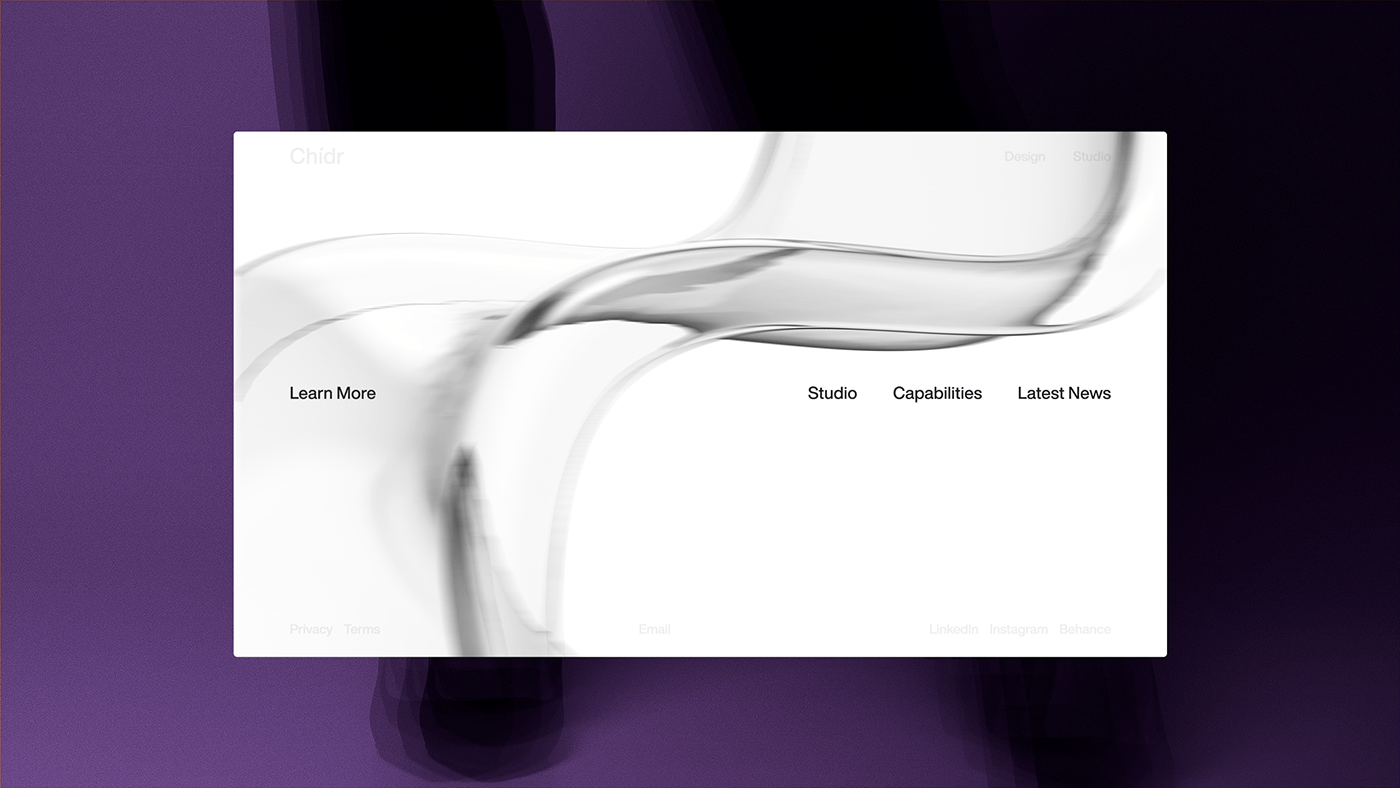 Chídr
Design Studio
Learn More
Studio Capabilities Latest News
Privacy Terms
Email
LinkedIn Instagram Behance